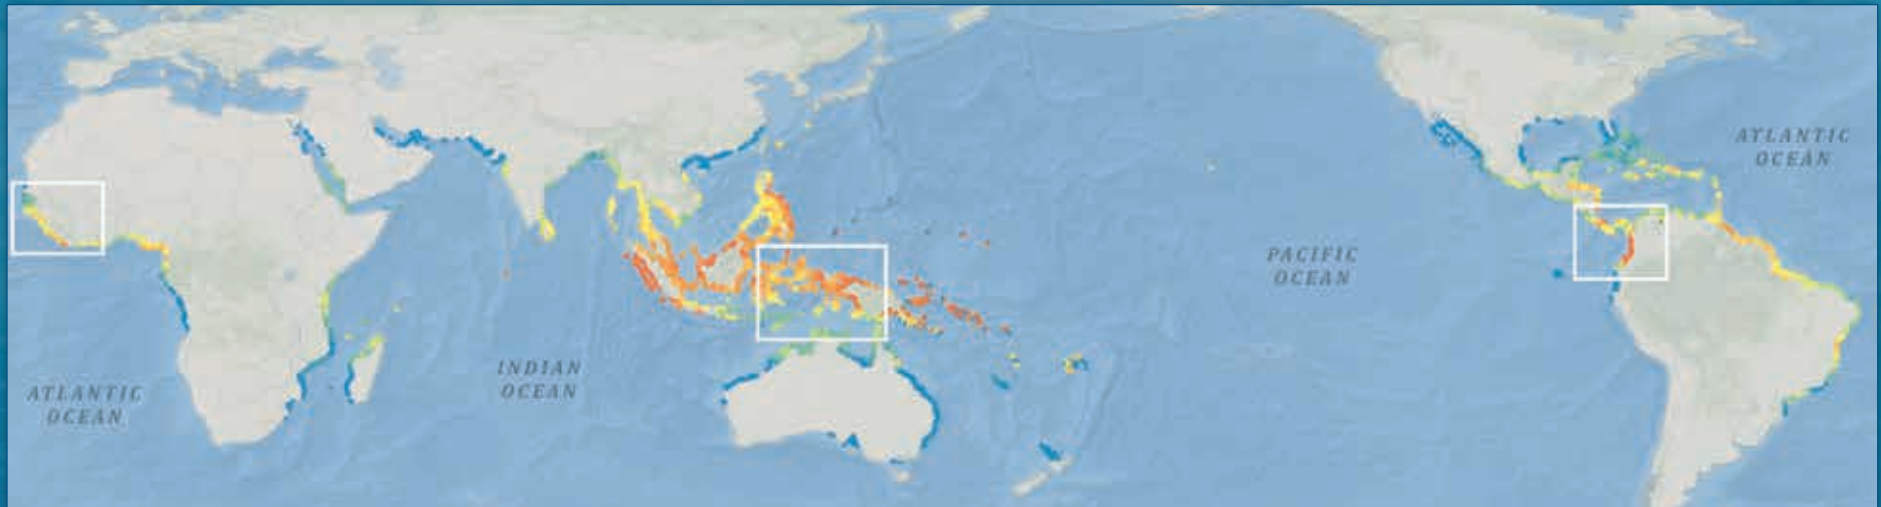 ATLANTIC
OCEAN
PACIFIC
OCEAN
INDIAN
OCEAN
ATLANTIC
OCEAN